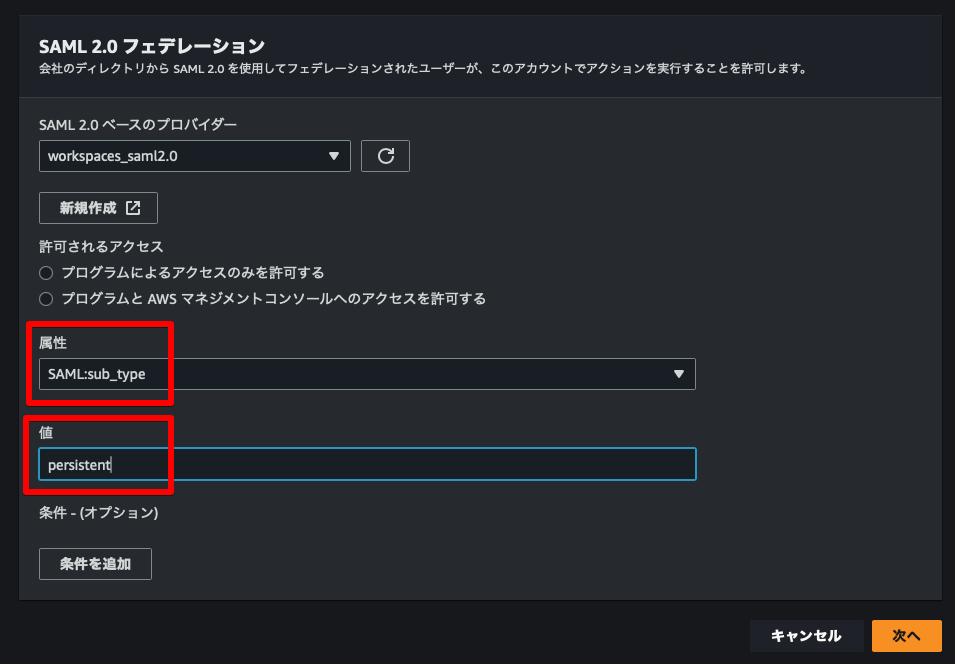 SAML 2.0 フェデレーション
会社のディレクトリから SAML 2.0 を使用してフェデレーションされたユーザーが、このアカウントでアクションを実行することを許可します。
SAML 2.0 ベースのプロバイダー
workspaces_saml2.0
新規作成
許可されるアクセス
プログラムによるアクセスのみを許可する
プログラムと AWS マネジメントコンソールへのアクセスを許可する
属性
SAML:sub_type
値
persistent
条件 - (オプション)
条件を追加
キャンセル
次へ